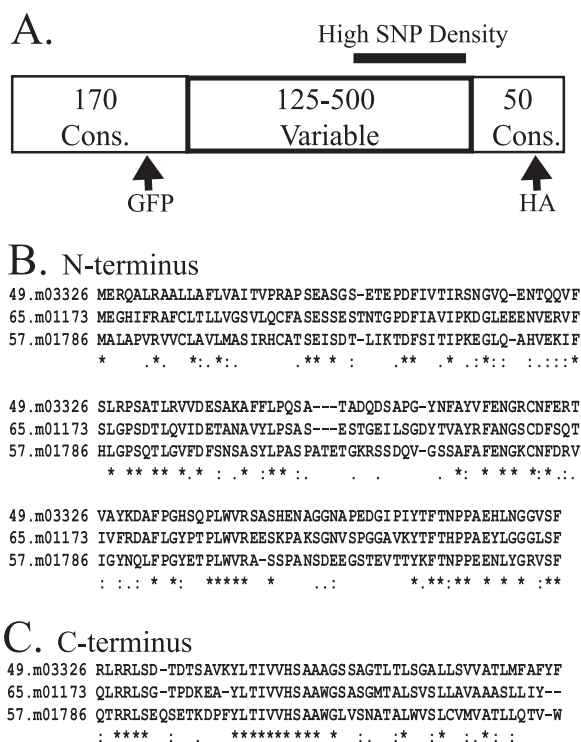 A.
High SNP Density
170
Cons.
125-500
Variable
50
Cons.
GFP
HA
B. N-terminus
49.m03326 MERQALRAALLAFLVAITVPRAPSEASGS-ETEPDFIVTIRSNGVQ-ENTQQVF
65.m01173 MEGHIFRAFCLTLLVGSVLQCFASESSESTNTGPDFIAVIPKDGLEEENVERVF
57.m01786 MALAPVRVVCLAVLMASIRHCATSEISDT-LIKTDFSITIPKEGLQ-AHVEKIF
* .* *:.* :. ** * : ** * .:*:: .:::*
49.m03326 SLRPSATLRVVDESAKAFFLPQSA---TADQDSAPG-YNFAYVFENGRCNFERT
65.m01173 SLGPSDTLQVIDETANAVYLPSAS---ESTGEILSGDYTVAYRFANGSCDFSQT
57.m01786 HLGPSQTLGVFDFSNSASYLPASPATETGKRSSDQV-GSSAFAFENGKCNFDRV
* ** ** *.* : .* ** :. . . . *: * ** *:* :.
49.m03326 VAYKDAFPGHSQPLWVRSASHENAGGNAPEDGIPIYTFTNPPAEHLNGGVSF
65.m01173 IVFRDAFLGYPTPLWVREESKPAKSGNVSPGGAVKYTFHPPAEYLGGGLSF
57.m01786 IGYNQLFPGYETPLWVRA-SSPANSDEEGSTEVTTYKFTNPPEENLYGRVSF
: :.: * * ***** * ..: *.*:** * :* * :**
C. C-terminus
49.m03326 RLRRLSD-TDTSAVKYLTIVVHSAAAGSSAGTLTLSGALLSVVATLMFAFYF
65.m01173 QLRRLSG-TPDKEA-YLTIVVHSAAWGSASGMTALSVSLLAVAAASLLIY--
57.m01786 QTRRLSEQSETKDPFYLTIVVHSAAWGLVSNATALWVSLCVMVATLLQTV-W
: **** : . ********** * :. :* :* :.*: :